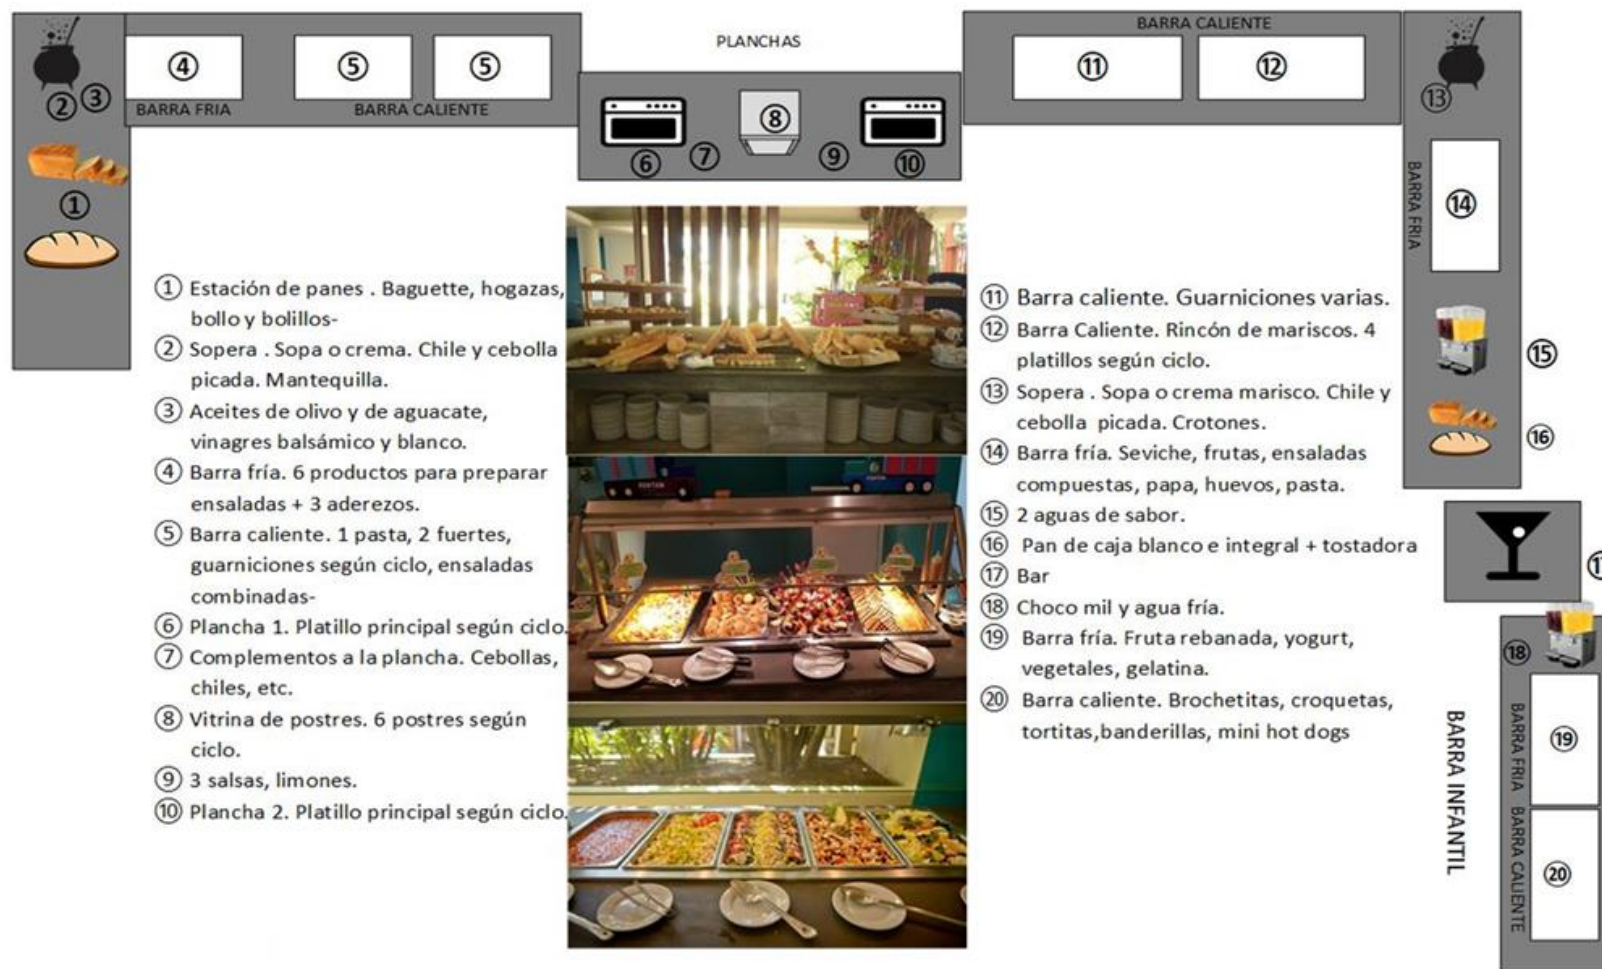 BARRA CALIENTE
PLANCHAS
④
⑤
⑤
⑪
⑫
②
③
BARRA FRIA
BARRA CALIENTE
⑧
⑬
⑥
⑦
⑨
⑩
①
BARRA FRIA
⑭
① Estación de panes . Baguette, hogazas,
bollo y bolillos-
② Sopera . Sopa o crema. Chile y cebolla
picada. Mantequilla.
③ Aceites de olivo y de aguacate,
vinagres balsámico y blanco.
④ Barra fría. 6 productos para preparar
ensaladas + 3 aderezos.
⑤ Barra caliente. 1 pasta, 2 fuertes,
guarniciones según ciclo, ensaladas
combinadas-
⑥ Plancha 1. Platillo principal según ciclo.
⑦ Complementos a la plancha. Cebollas,
chiles, etc.
⑧ Vitrina de postres. 6 postres según
ciclo.
⑨ 3 salsas, limones.
⑩ Plancha 2. Platillo principal según ciclo.
⑪ Barra caliente. Guarniciones varias.
⑫ Barra Caliente. Rincón de mariscos. 4
platillos según ciclo.
⑬ Sopera . Sopa o crema marisco. Chile y
cebolla picada. Crotones.
⑭ Barra fría. Seviche, frutas, ensaladas
compuestas, papa, huevos, pasta.
⑮ 2 aguas de sabor.
⑯ Pan de caja blanco e integral + tostadora
⑰ Bar
⑱ Choco mil y agua fría.
⑲ Barra fría. Fruta rebanada, yogurt,
vegetales, gelatina.
⑳ Barra caliente. Brochetitas, croquetas,
tortitas,banderillas, mini hot dogs
⑮
⑯
⑱
BARRA INFANTIL
BARRA FRIA
⑲
BARRA CALIENTE
⑳